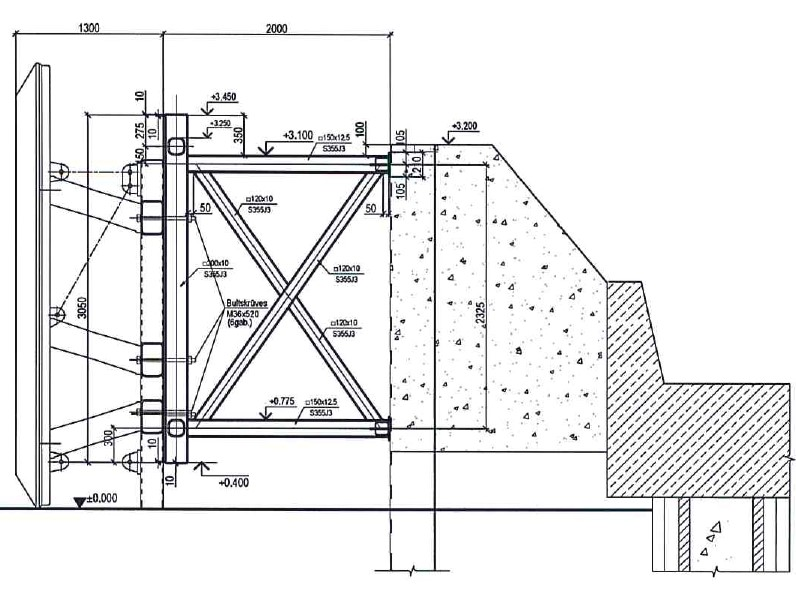 1300
2000
10
+3,450
+3,250
275
10
350
+3.100
□150x12.5
S355J3
100
105
+3,200
50
210
105
□120x10
S355J3
50
50
□200x10
S355J3
□120x10
S355J3
3050
Bultskrūves
M36x520
(6gab.)
2325
□120x10
S355J3
+0.775
□150x12.5
S355J3
300
10
+0,400
10
±0,000